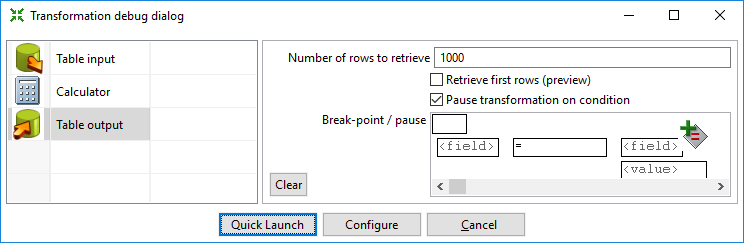 Transformation debug dialog
Table input
Calculator
Table output
Number of rows to retrieve 1000
Retrieve first rows (preview)
Pause transformation on condition
Break-point / pause
<field> = <field>
<value>
Clear
Quick Launch Configure Cancel